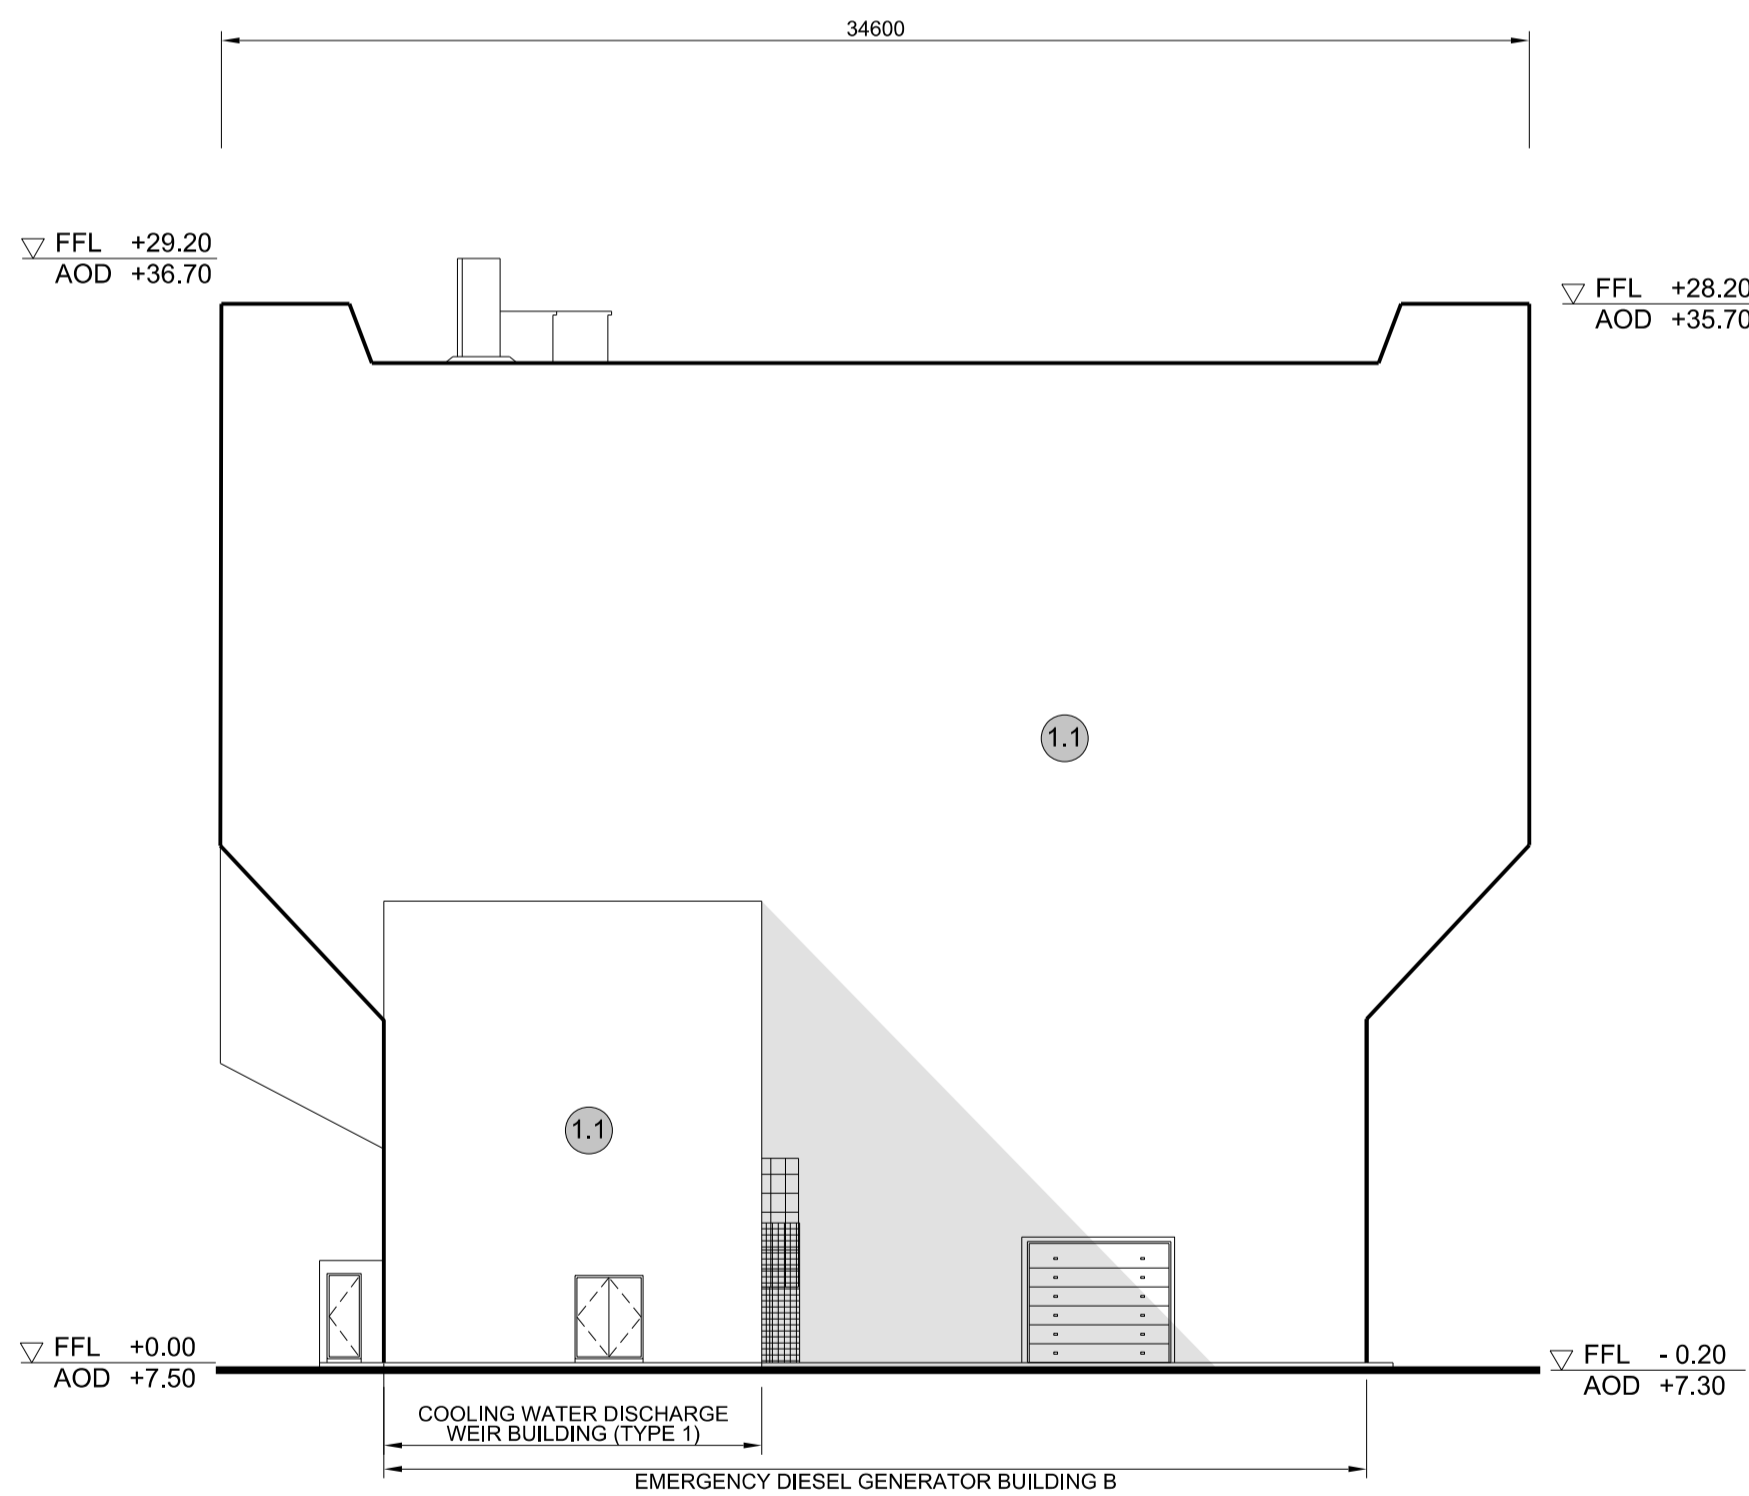 34600
FFL +29.20
AOD +36.70
FFL +28.20
AOD +35.70
1.1
1.1
FFL +0.00
AOD +7.50
FFL - 0.20
AOD +7.30
COOLING WATER DISCHARGE
WEIR BUILDING (TYPE 1)
EMERGENCY DIESEL GENERATOR BUILDING B